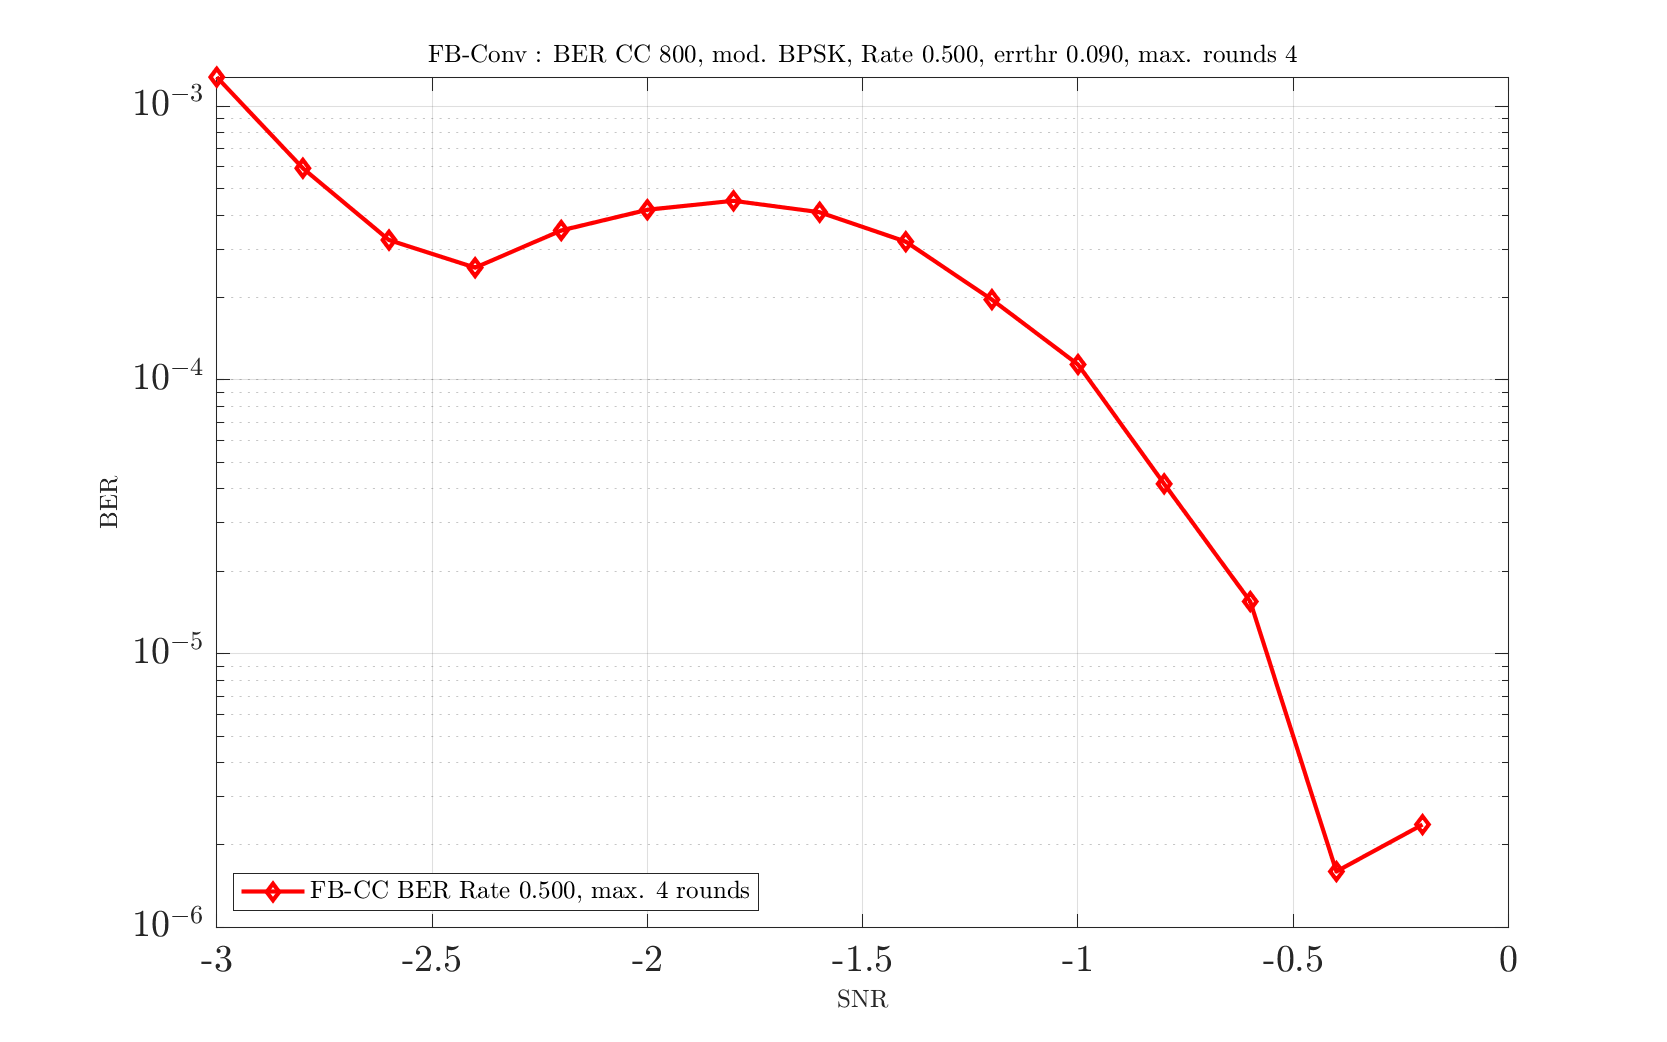 FB-Conv : BER CC 800, mod. BPSK, Rate 0.500, errthr 0.090, max. rounds 4
10⁻³
10⁻⁴
10⁻⁵
10⁻⁶
BER
FB-CC BER Rate 0.500, max. 4 rounds
-3 -2.5 -2 -1.5 -1 -0.5 0
SNR